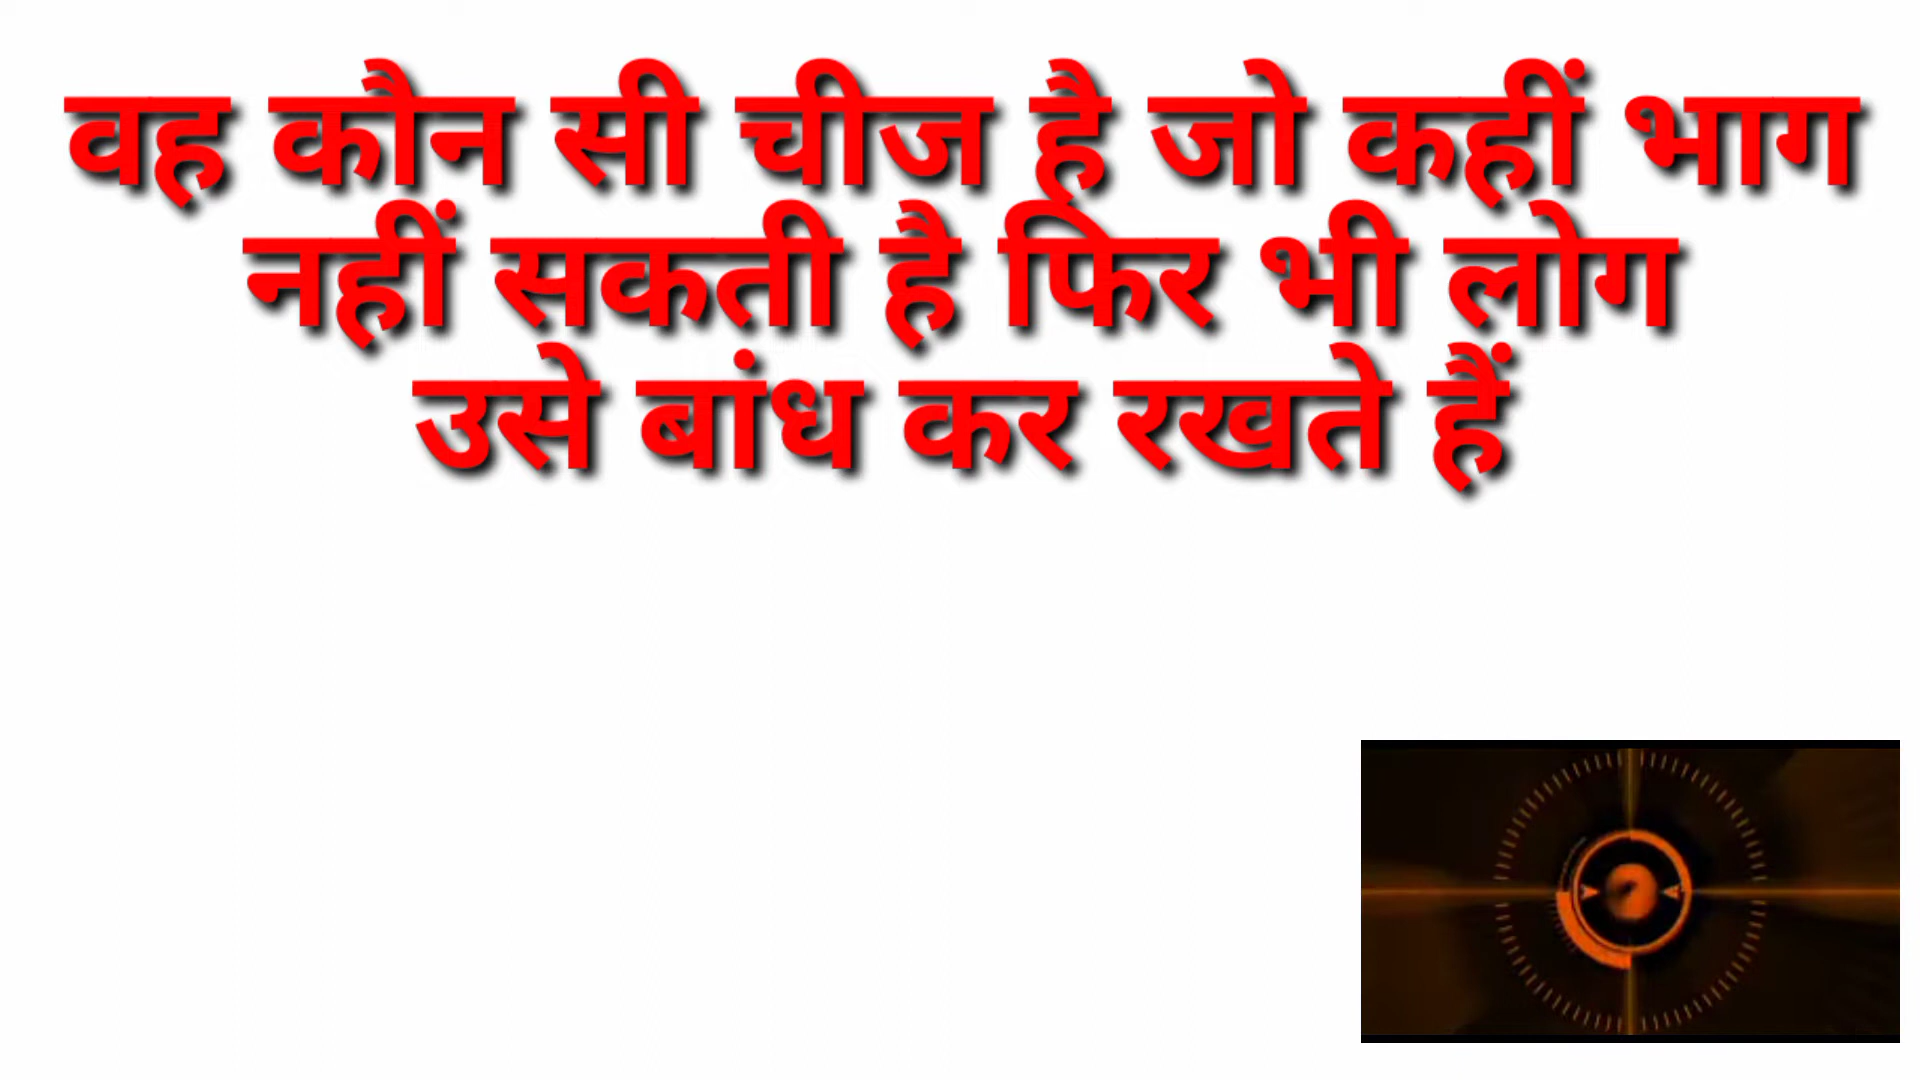 वह कौन सी चीज है जो कहीं भाग
नहीं सकती है फिर भी लोग
उसे बांध कर रखते हैं